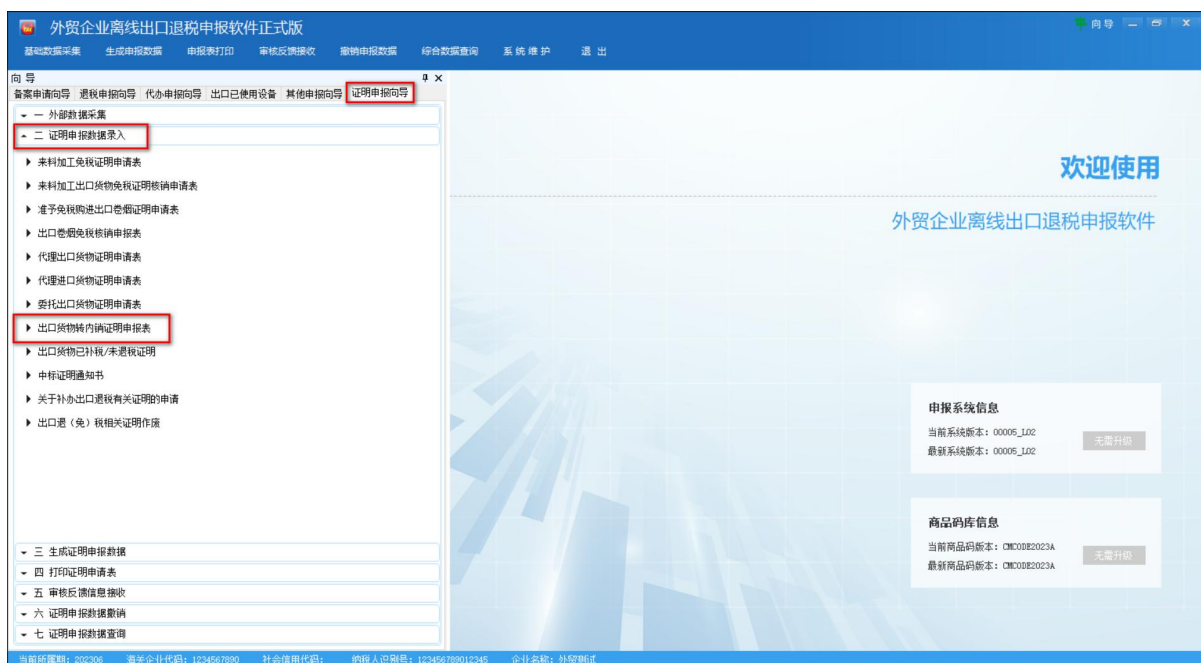 外贸企业离线出口退税申报软件正式版
向导
基础数据采集 生成申报数据 申报表打印 审核反馈接收 撤销申报数据 综合数据查询 系统维护 退出
向导
备案申请向导 退税申报向导 代办申报向导 出口已使用设备 其他申报向导 证明申报向导
一 外部数据采集
二 证明申报数据录入
来料加工免税证明申请表
来料加工出口货物免税证明核销申请表
准予免税购进出口卷烟证明申请表
出口卷烟免税核销申报表
代理出口货物证明申请表
代理进口货物证明申请表
委托出口货物证明申请表
出口货物转内销证明申报表
出口货物已补税/未退税证明
中标证明通知书
关于补办出口退税有关证明的申请
出口退（免）税相关证明作废
三 生成证明申报数据
四 打印证明申请表
五 审核反馈信息接收
六 证明申报数据撤销
七 证明申报数据查询
欢迎使用
外贸企业离线出口退税申报软件
申报系统信息
当前系统版本：00005_L02
最新系统版本：00005_L02
无需升级
商品码库信息
当前商品码版本：CMCODE2023A
最新商品码版本：CMCODE2023A
无需升级
当前所属期：202306 海关企业代码：1234567890 社会信用代码： 纳税人识别号：123456789012345 企业名称：外贸测试